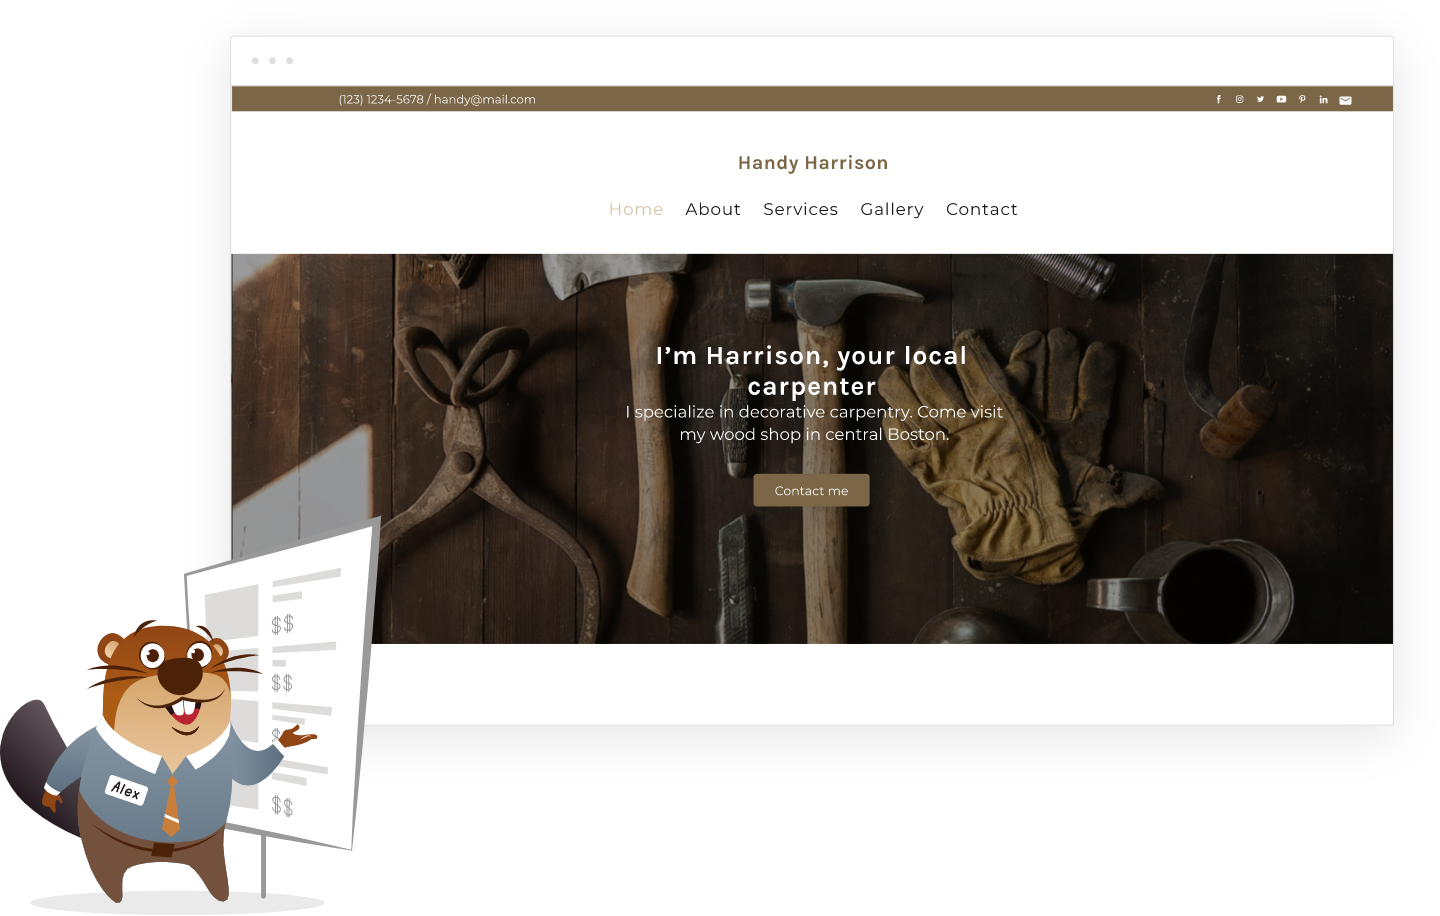 (123) 1234-5678 / handy@mail.com
Handy Harrison
Home About Services Gallery Contact
I’m Harrison, your local
carpenter
I specialize in decorative carpentry. Come visit
my wood shop in central Boston.
Contact me
$$
$$
$
$$
Alex